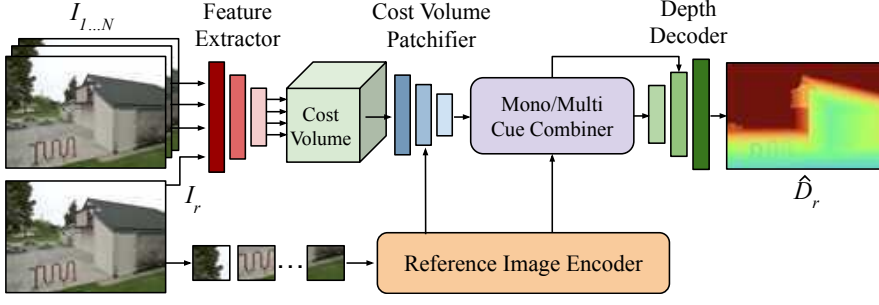 I1...N
Feature
Extractor
Cost Volume
Patchifier
Depth
Decoder
Cost
Volume
Mono/Multi
Cue Combiner
Ir
D̂r
...
Reference Image Encoder